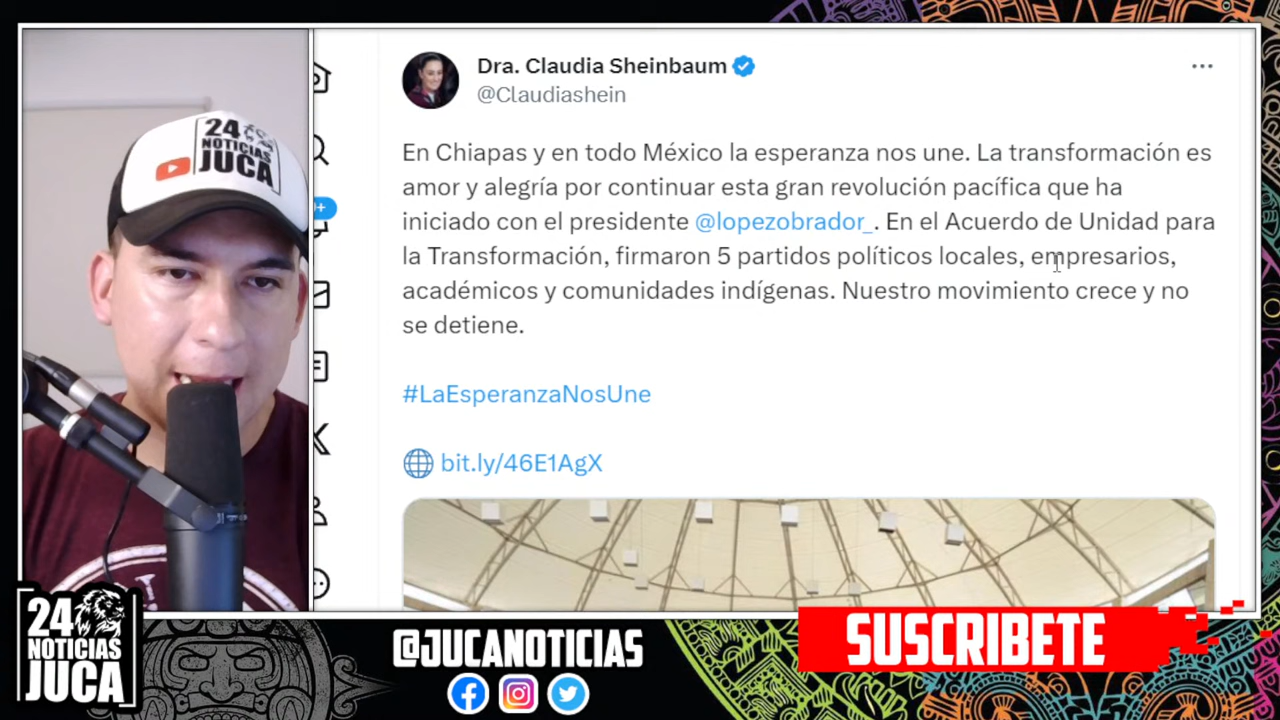 24
NOTICIAS
JUCA
Dra. Claudia Sheinbaum
@Claudiashein
En Chiapas y en todo México la esperanza nos une. La transformación es
amor y alegría por continuar esta gran revolución pacífica que ha
iniciado con el presidente @lopezobrador_. En el Acuerdo de Unidad para
la Transformación, firmaron 5 partidos políticos locales, empresarios,
académicos y comunidades indígenas. Nuestro movimiento crece y no
se detiene.
#LaEsperanzaNosUne
bit.ly/46E1AgX
24
NOTICIAS
JUCA
@JUCANOTICIAS
SUSCRIBETE